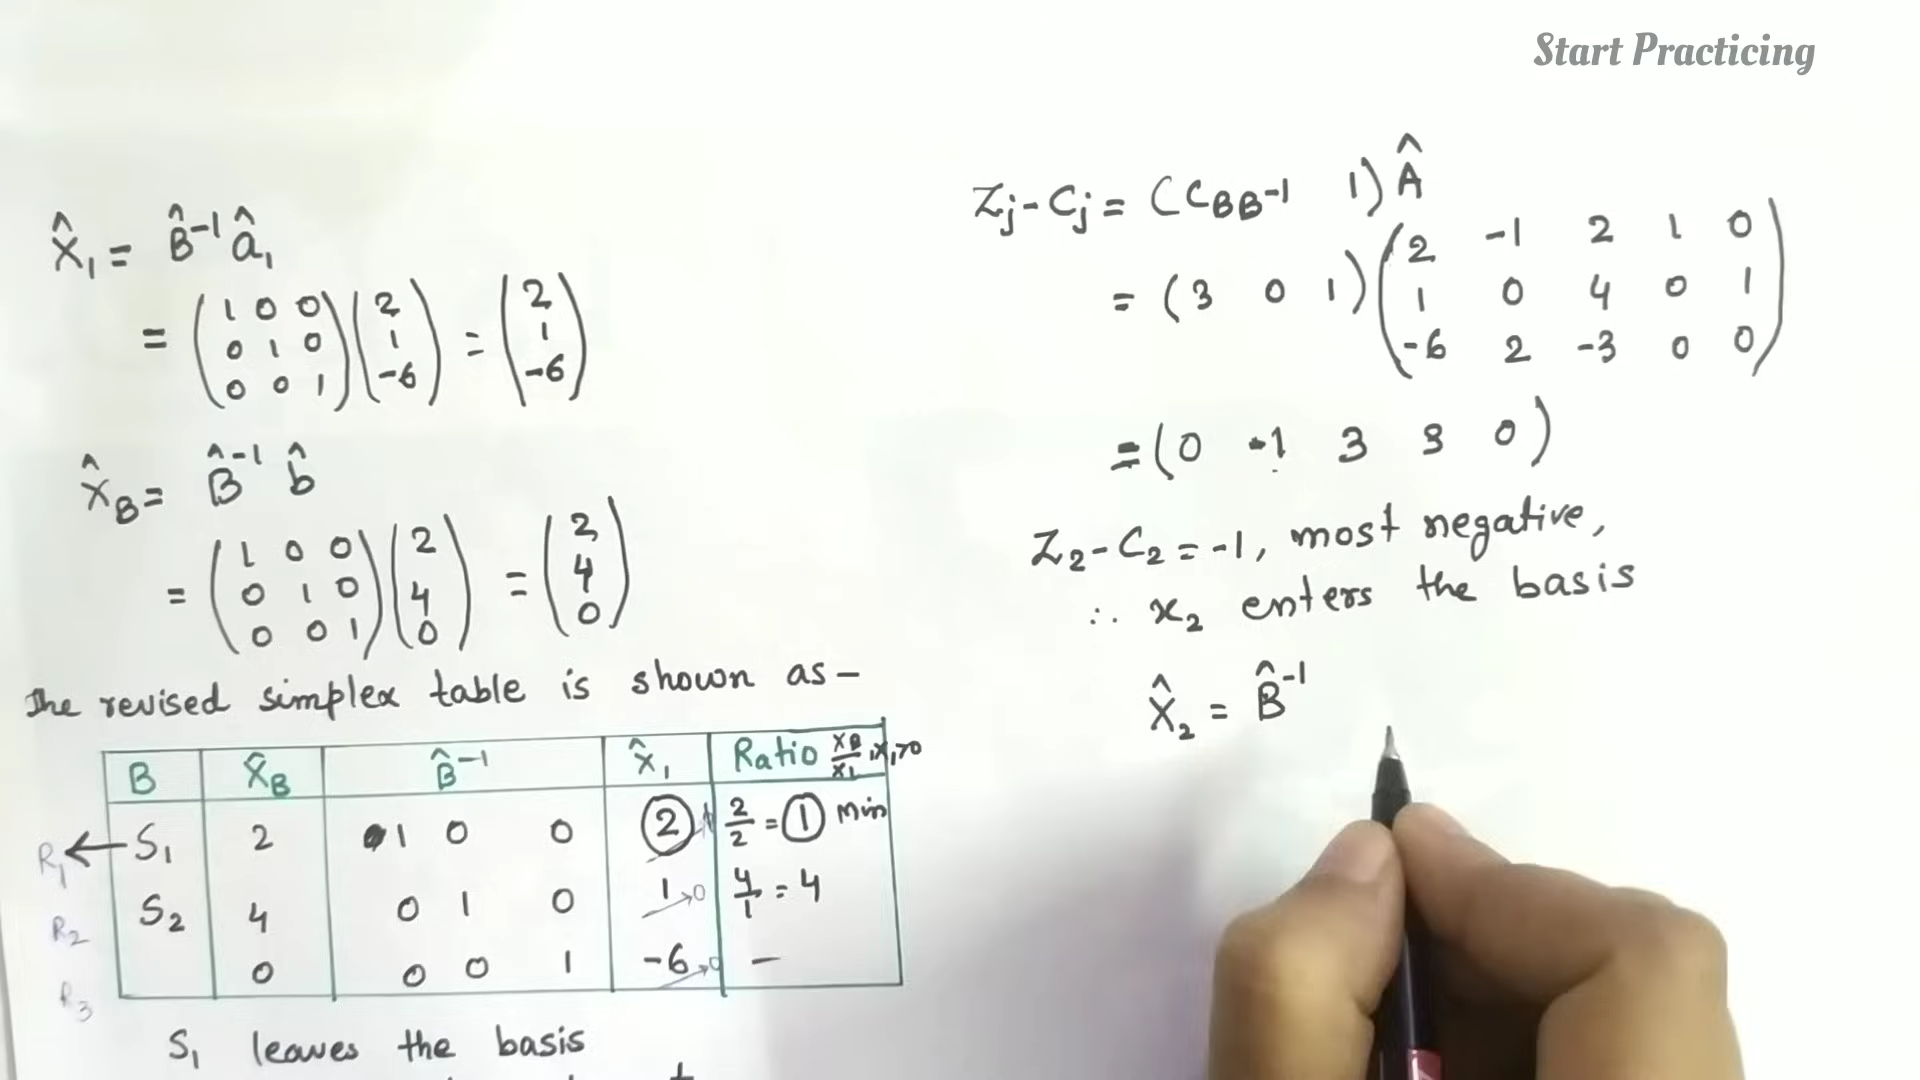 Start Practicing
X̂₁ = B̂⁻¹ â₁
= (1 0 0 (2 (2
0 1 0 1 = 1
0 0 1) -6) -6)
X̂B = B̂⁻¹ b̂
= (1 0 0 (2 (2
0 1 0 4 = 4
0 0 1) 0) 0)
The revised simplex table is shown as –
B X̂B B̂⁻¹ X̂₁ Ratio XB/X₁, X₁>0
R₁ ← S₁ 2 1 0 0 2 2/2 = 1 Min
R₂ S₂ 4 0 1 0 1→0 4/1 = 4
R₃ 0 0 0 1 -6→0 –
S₁ leaves the basis
Zj - Cj = (CBB⁻¹ 1) Â
= (3 0 1) (2 -1 2 1 0
1 0 4 0 1
-6 2 -3 0 0)
= (0 -1 3 3 0)
Z₂ - C₂ = -1, most negative,
∴ x₂ enters the basis
X̂₂ = B̂⁻¹